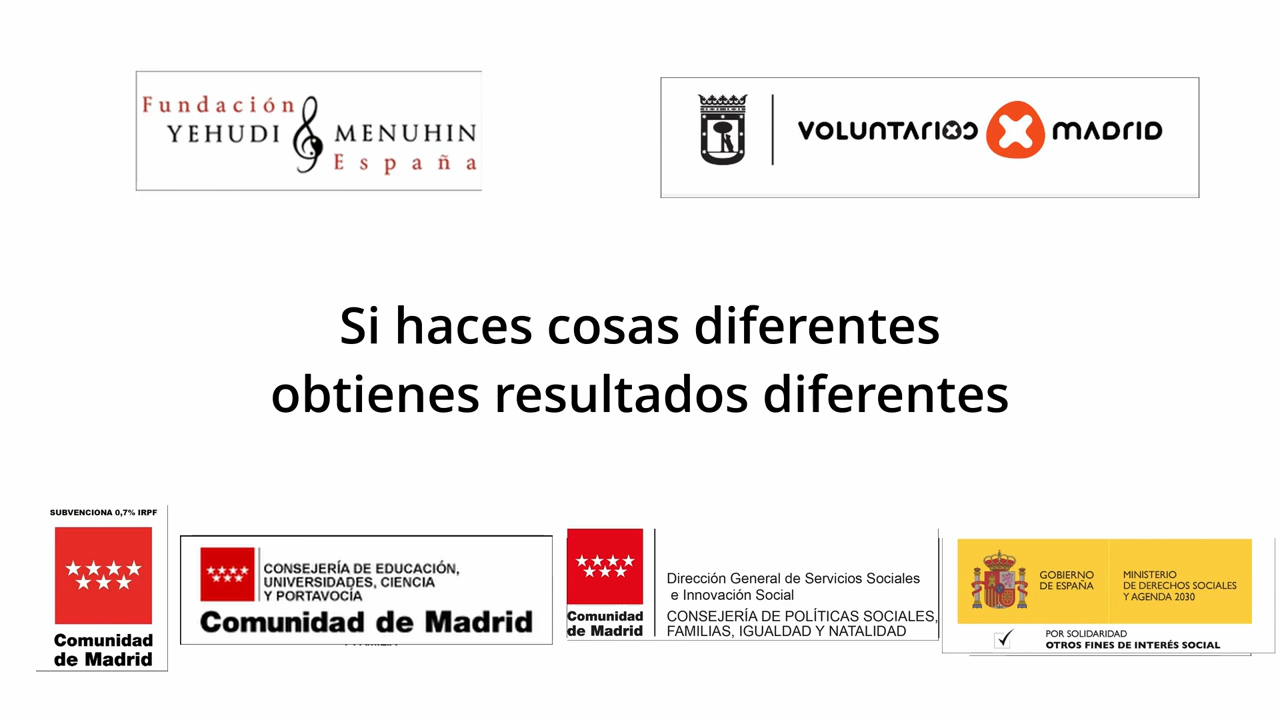 Fundación
YEHUDI MENUHIN
España
VOLUNTARIOS X MADRID
Si haces cosas diferentes
obtienes resultados diferentes
SUBVENCIONA 0,7% IRPF
Comunidad
de Madrid
CONSEJERÍA DE EDUCACIÓN,
UNIVERSIDADES, CIENCIA
Y PORTAVOCÍA
Comunidad de Madrid
Comunidad
de Madrid
Dirección General de Servicios Sociales
e Innovación Social
CONSEJERÍA DE POLÍTICAS SOCIALES,
FAMILIAS, IGUALDAD Y NATALIDAD
GOBIERNO
DE ESPAÑA
MINISTERIO
DE DERECHOS SOCIALES
Y AGENDA 2030
POR SOLIDARIDAD
OTROS FINES DE INTERÉS SOCIAL